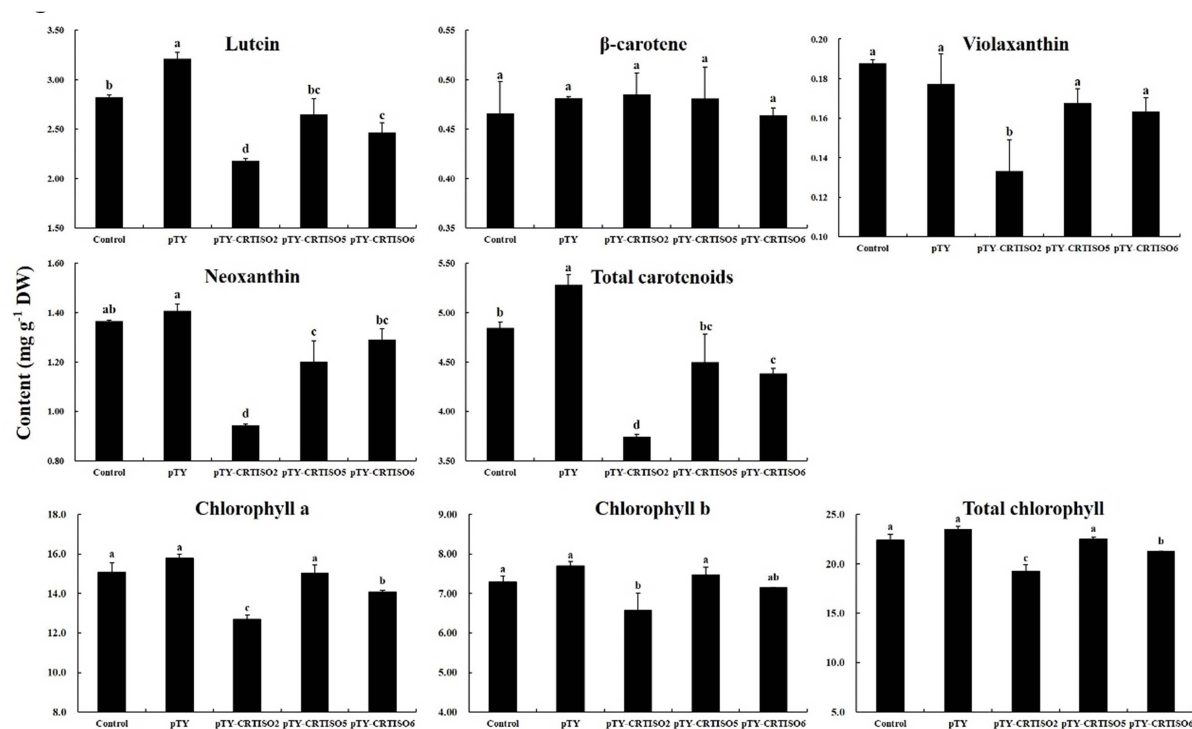 Lutein
3.50
3.00
2.50
2.00
1.50
b
a
d
bc
c
Control
pTY
pTY-CRTISO2
pTY-CRTISO5
pTY-CRTISO6
β-carotene
0.55
0.50
0.45
0.40
0.35
a
a
a
a
a
Control
pTY
pTY-CRTISO2
pTY-CRTISO5
pTY-CRTISO6
Violaxanthin
0.20
0.18
0.16
0.14
0.12
0.10
a
a
b
a
a
Control
pTY
pTY-CRTISO2
pTY-CRTISO5
pTY-CRTISO6
Content (mg g-1 DW)
Neoxanthin
1.60
1.40
1.20
1.00
0.80
ab
a
d
c
bc
Control
pTY
pTY-CRTISO2
pTY-CRTISO5
pTY-CRTISO6
Total carotenoids
5.50
5.00
4.50
4.00
3.50
b
a
d
bc
c
Control
pTY
pTY-CRTISO2
pTY-CRTISO5
pTY-CRTISO6
Chlorophyll a
18.0
16.0
14.0
12.0
10.0
8.0
a
a
c
a
b
Control
pTY
pTY-CRTISO2
pTY-CRTISO5
pTY-CRTISO6
Chlorophyll b
9.00
8.00
7.00
6.00
5.00
4.00
a
a
b
a
ab
Control
pTY
pTY-CRTISO2
pTY-CRTISO5
pTY-CRTISO6
Total chlorophyll
25.0
20.0
15.0
10.0
5.0
a
a
c
a
b
Control
pTY
pTY-CRTISO2
pTY-CRTISO5
pTY-CRTISO6